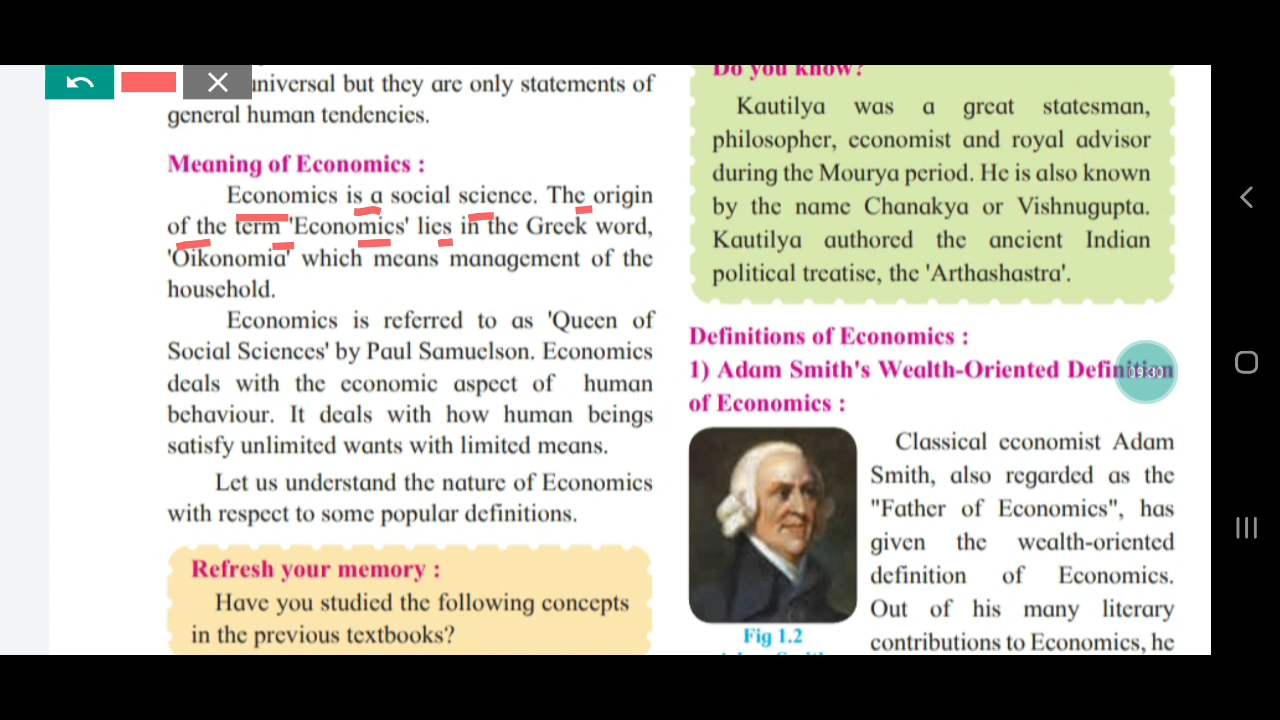 universal but they are only statements of
general human tendencies.
Meaning of Economics :
Economics is a social science. The origin
of the term 'Economics' lies in the Greek word,
'Oikonomia' which means management of the
household.
Economics is referred to as 'Queen of
Social Sciences' by Paul Samuelson. Economics
deals with the economic aspect of human
behaviour. It deals with how human beings
satisfy unlimited wants with limited means.
Let us understand the nature of Economics
with respect to some popular definitions.
Refresh your memory :
Have you studied the following concepts
in the previous textbooks?
Do you know?
Kautilya was a great statesman,
philosopher, economist and royal advisor
during the Mourya period. He is also known
by the name Chanakya or Vishnugupta.
Kautilya authored the ancient Indian
political treatise, the 'Arthashastra'.
Definitions of Economics :
1) Adam Smith's Wealth-Oriented Definition
of Economics :
09:30
Classical economist Adam
Smith, also regarded as the
"Father of Economics", has
given the wealth-oriented
definition of Economics.
Out of his many literary
contributions to Economics, he
Fig 1.2
Adam Smith